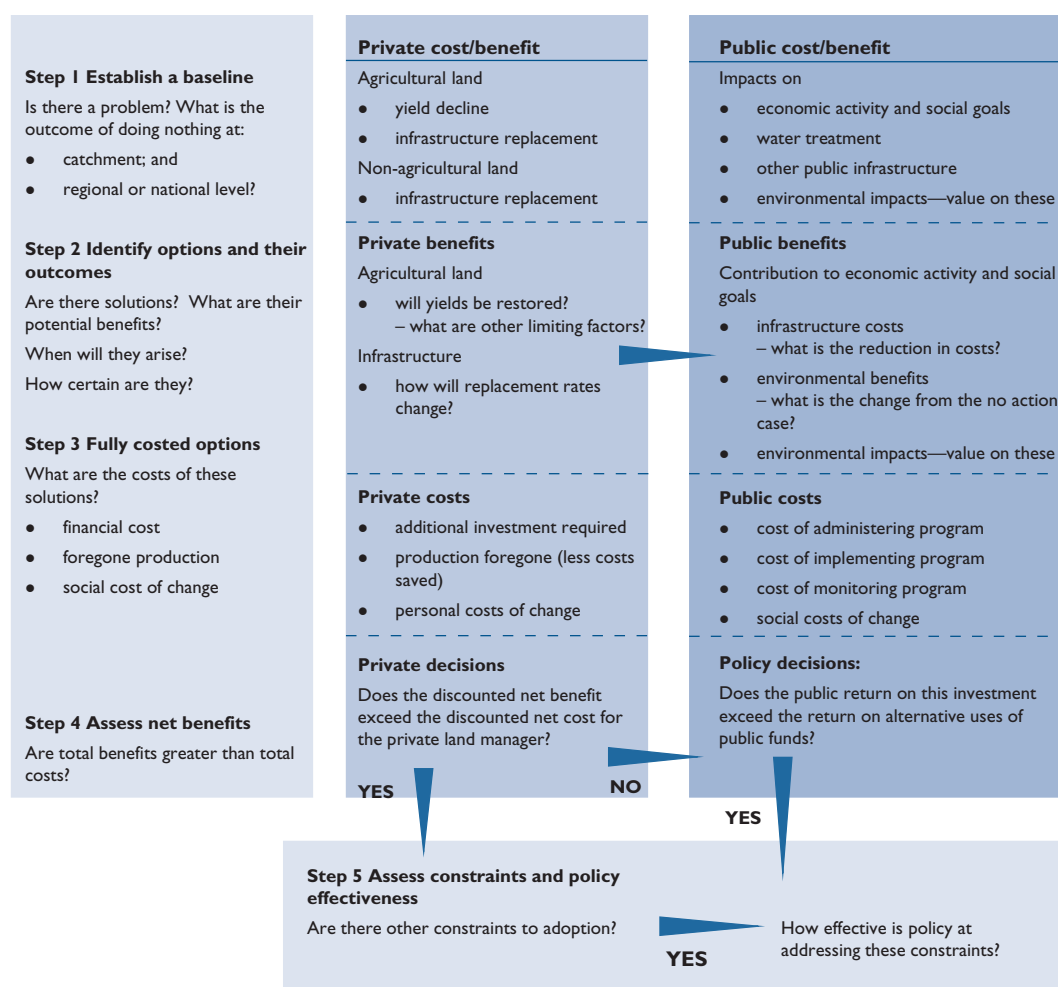 Step 1 Establish a baseline
Is there a problem? What is the
outcome of doing nothing at:
● catchment; and
● regional or national level?
Step 2 Identify options and their
outcomes
Are there solutions? What are their
potential benefits?
When will they arise?
How certain are they?
Step 3 Fully costed options
What are the costs of these
solutions?
● financial cost
● foregone production
● social cost of change
Step 4 Assess net benefits
Are total benefits greater than total
costs?
Private cost/benefit
Agricultural land
● yield decline
● infrastructure replacement
Non-agricultural land
● infrastructure replacement
Private benefits
Agricultural land
● will yields be restored?
– what are other limiting factors?
Infrastructure
● how will replacement rates
change?
Private costs
● additional investment required
● production foregone (less costs
saved)
● personal costs of change
Private decisions
Does the discounted net benefit
exceed the discounted net cost for
the private land manager?
YES
NO
Public cost/benefit
Impacts on
● economic activity and social goals
● water treatment
● other public infrastructure
● environmental impacts—value on these
Public benefits
Contribution to economic activity and social
goals
● infrastructure costs
– what is the reduction in costs?
● environmental benefits
– what is the change from the no action
case?
● environmental impacts—value on these
Public costs
● cost of administering program
● cost of implementing program
● cost of monitoring program
● social costs of change
Policy decisions:
Does the public return on this investment
exceed the return on alternative uses of
public funds?
YES
Step 5 Assess constraints and policy
effectiveness
Are there other constraints to adoption?
YES
How effective is policy at
addressing these constraints?